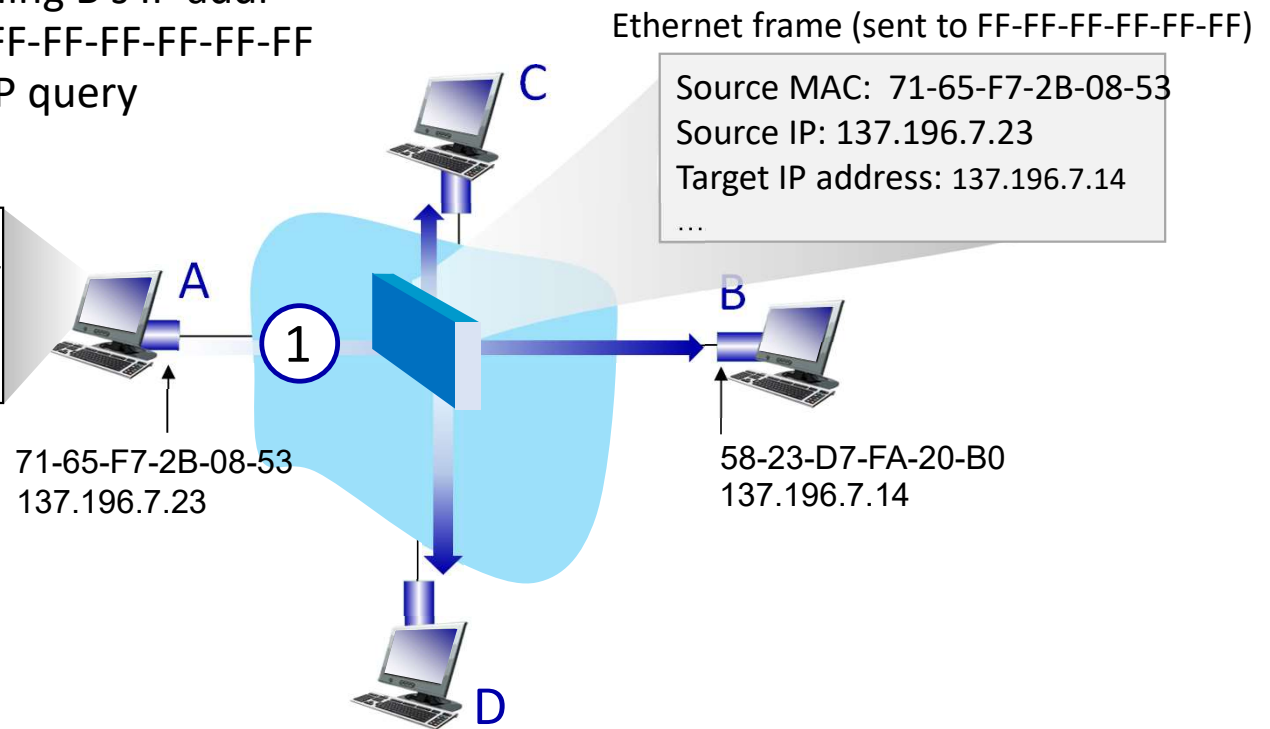 IP addr
FF-FF-FF-FF-FF-FF
query
Ethernet frame (sent to FF-FF-FF-FF-FF-FF)
Source MAC: 71-65-F7-2B-08-53
Source IP: 137.196.7.23
Target IP address: 137.196.7.14
...
C
A
B
1
71-65-F7-2B-08-53
137.196.7.23
58-23-D7-FA-20-B0
137.196.7.14
D